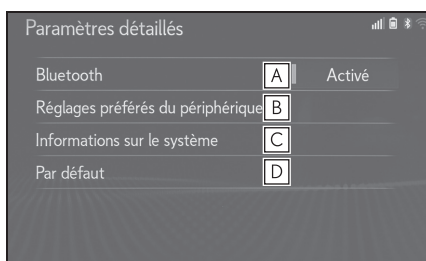 Paramètres détaillés
Bluetooth A Activé
Réglages préférés du périphérique B
Informations sur le système C
Par défaut D